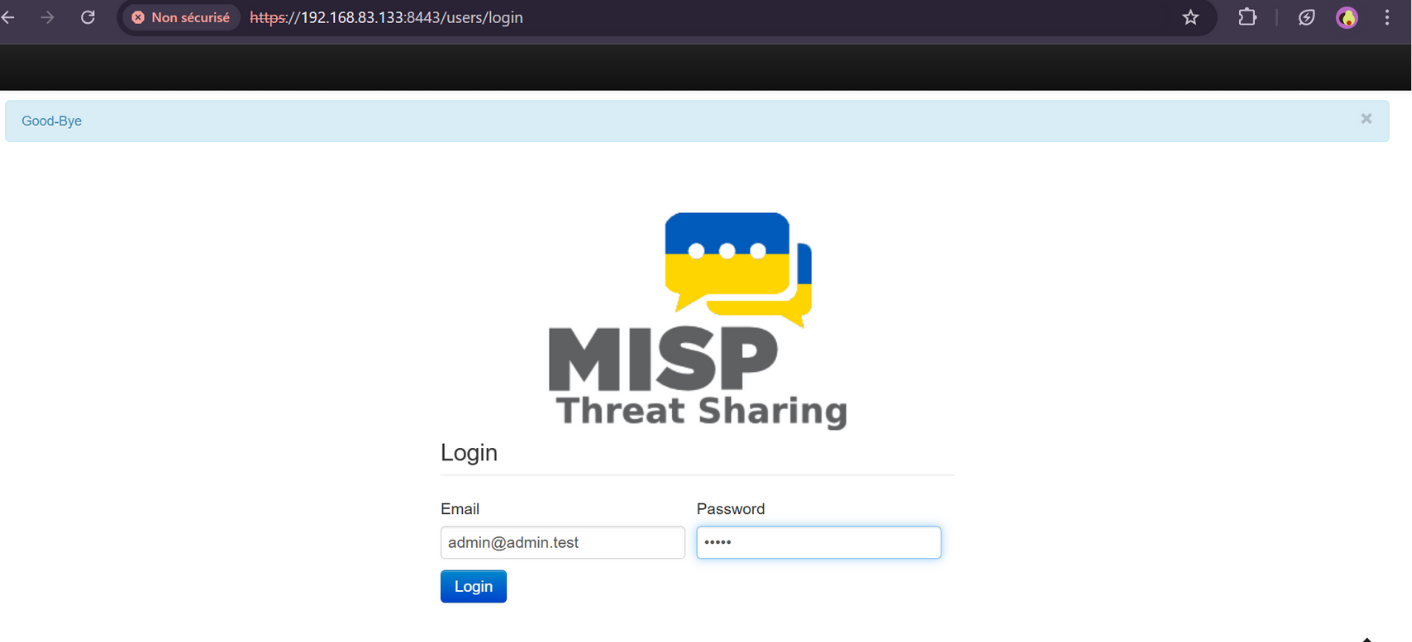 Non sécurisé https://192.168.83.133:8443/users/login
Good-Bye ×
MISP
Threat Sharing
Login
Email Password
admin@admin.test •••••
Login